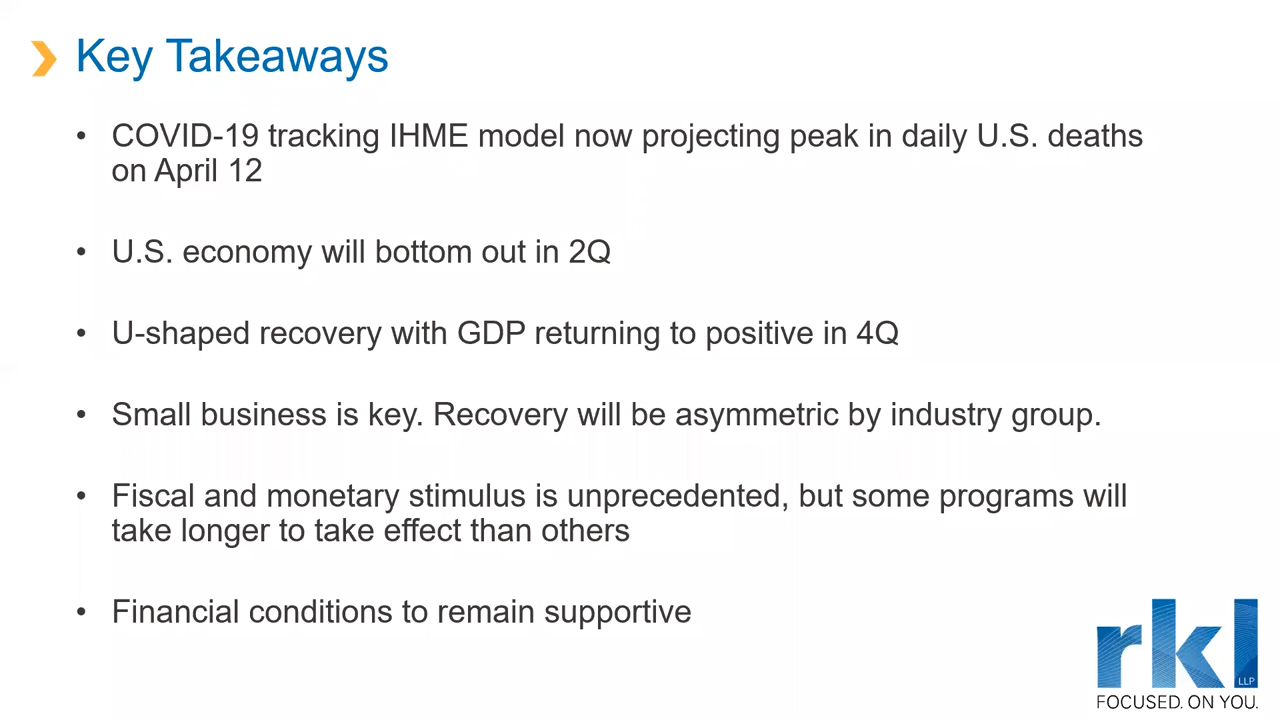 Key Takeaways
• COVID-19 tracking IHME model now projecting peak in daily U.S. deaths
on April 12
• U.S. economy will bottom out in 2Q
• U-shaped recovery with GDP returning to positive in 4Q
• Small business is key. Recovery will be asymmetric by industry group.
• Fiscal and monetary stimulus is unprecedented, but some programs will
take longer to take effect than others
• Financial conditions to remain supportive
rkl
LLP
FOCUSED. ON YOU.